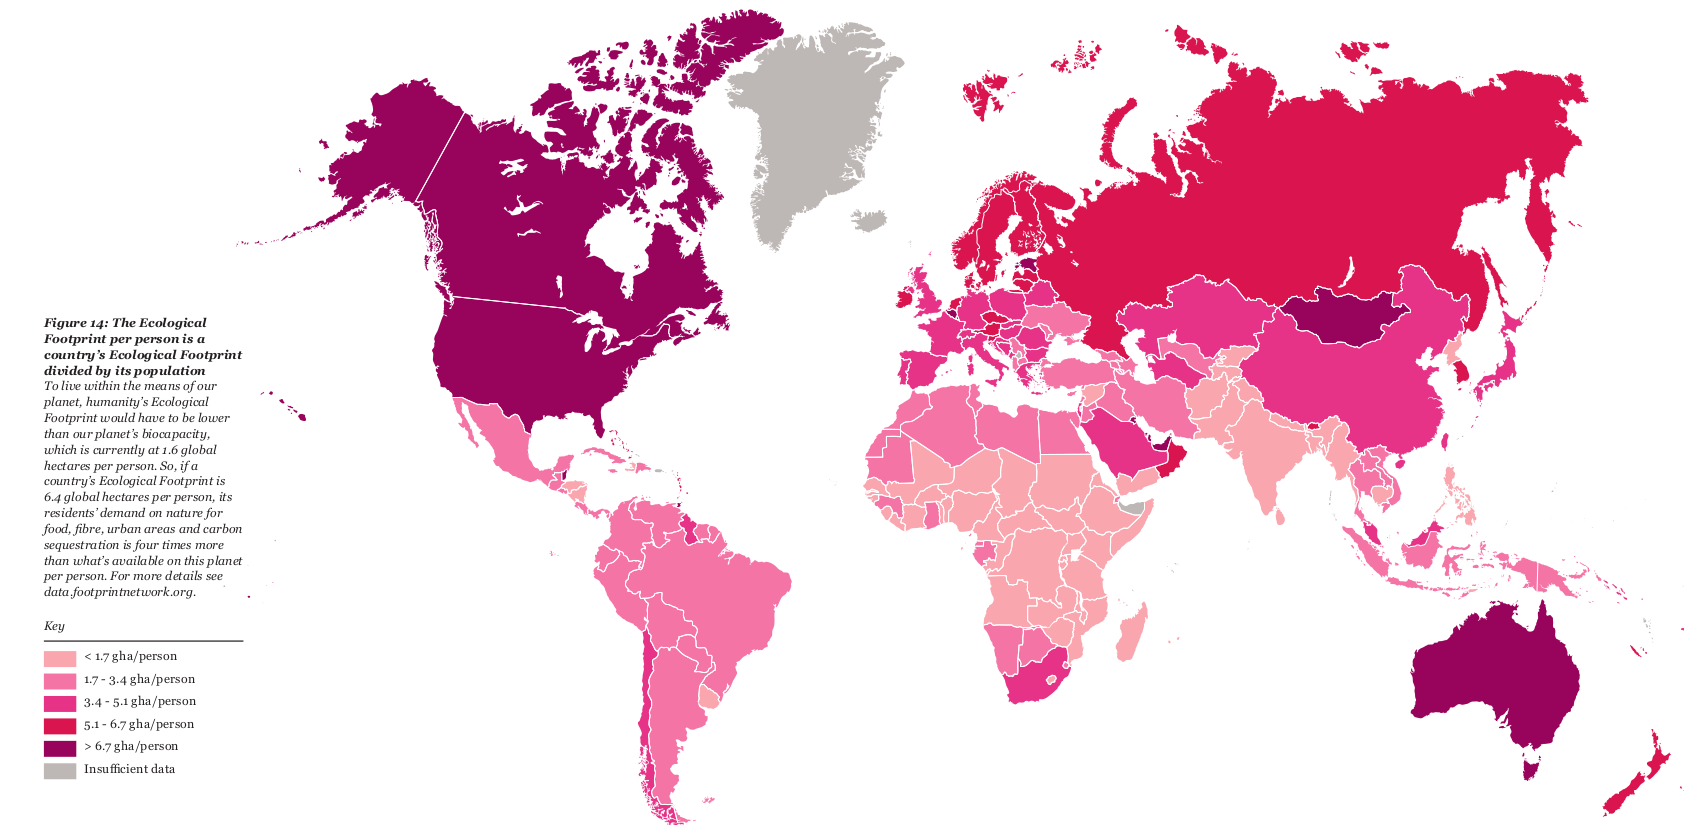 Figure 14: The Ecological
Footprint per person is a
country's Ecological Footprint
divided by its population
To live within the means of our
planet, humanity's Ecological
Footprint would have to be lower
than our planet's biocapacity,
which is currently at 1.6 global
hectares per person. So, if a
country's Ecological Footprint is
6.4 global hectares per person, its
residents' demand on nature for
food, fibre, urban areas and carbon
sequestration is four times more
than what's available on this planet
per person. For more details see
data.footprintnetwork.org.
Key
< 1.7 gha/person
1.7 - 3.4 gha/person
3.4 - 5.1 gha/person
5.1 - 6.7 gha/person
> 6.7 gha/person
Insufficient data